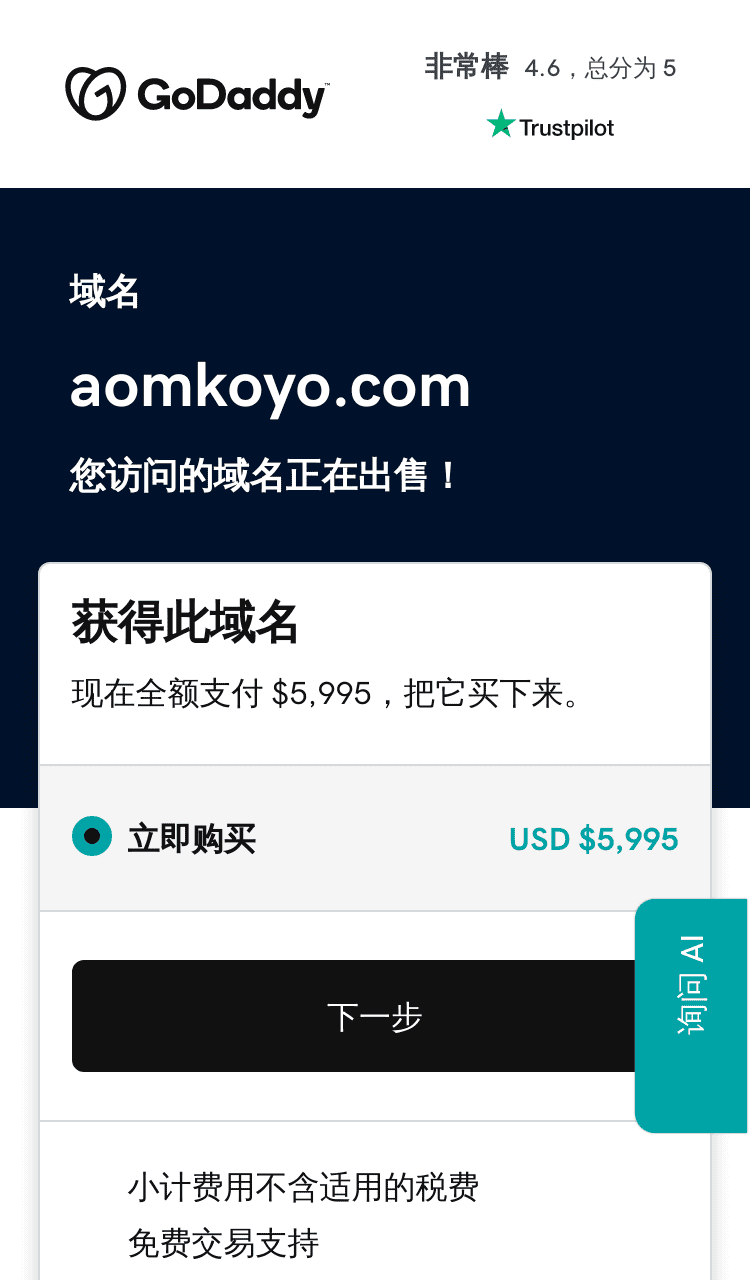 GoDaddy™
非常棒 4.6，总分为 5
Trustpilot
域名
aomkoyo.com
您访问的域名正在出售！
获得此域名
现在全额支付 $5,995，把它买下来。
立即购买 USD $5,995
询问 AI
下一步
小计费用不含适用的税费
免费交易支持